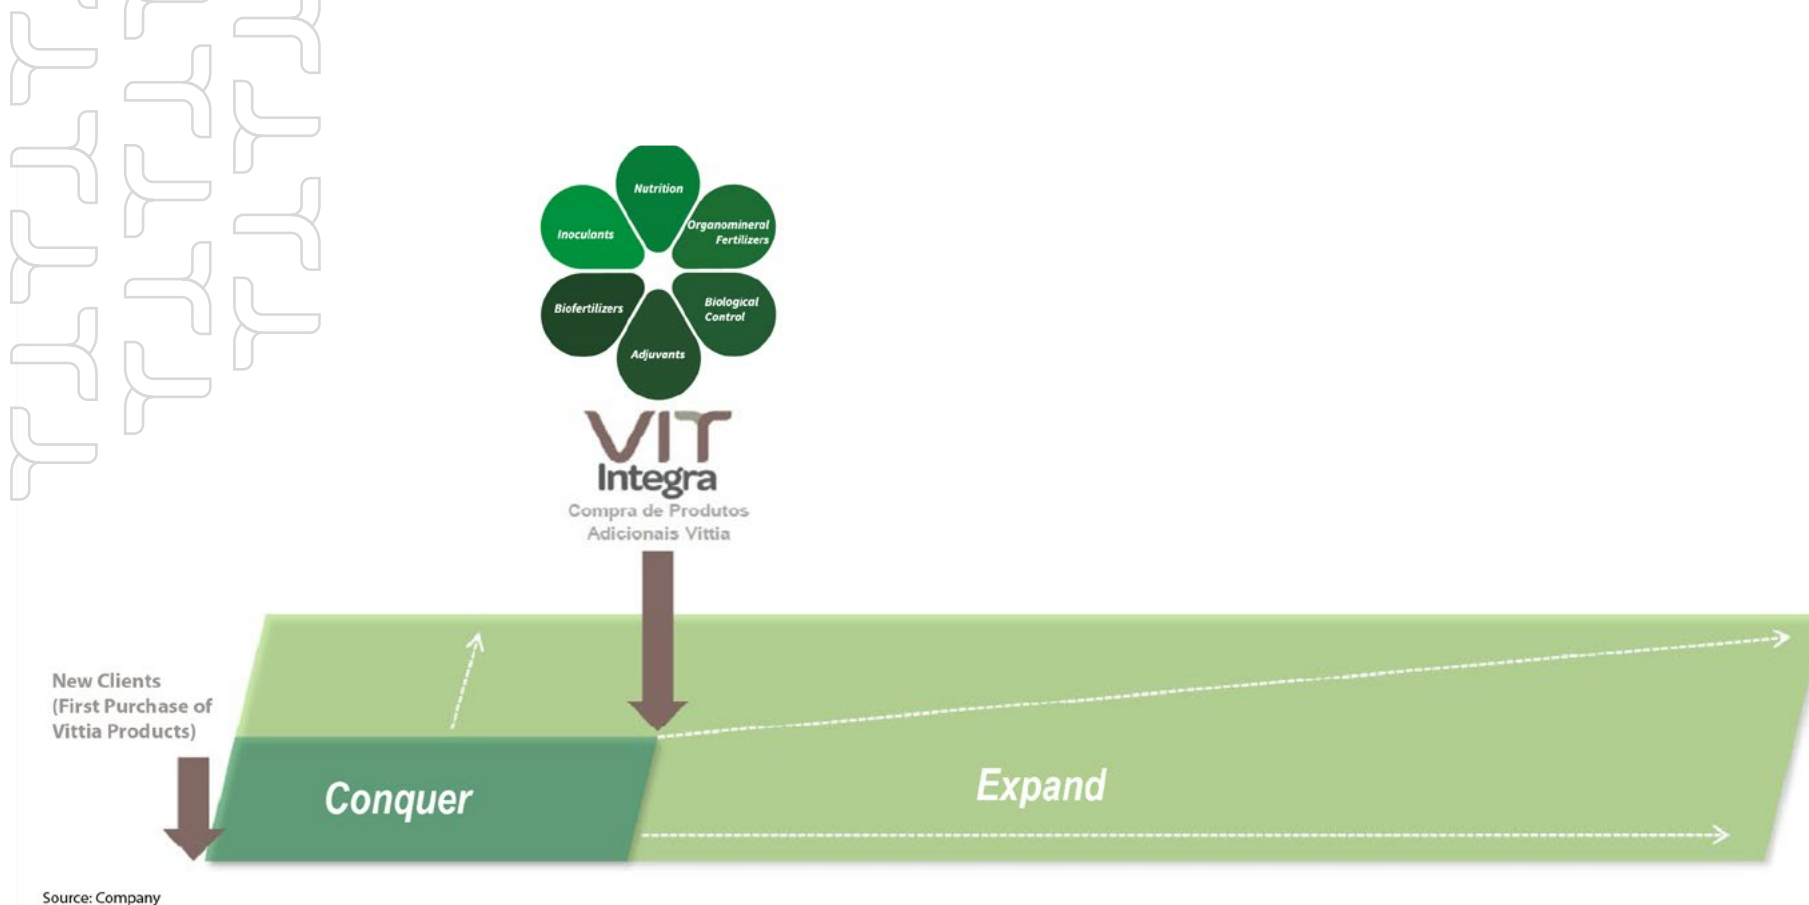 Nutrition
Inoculants
Organomineral
Fertilizers
Biofertilizers
Biological
Control
Adjuvants
VIT
Integra
Compra de Produtos
Adicionais Vittia
New Clients
(First Purchase of
Vittia Products)
Conquer
Expand
Source: Company